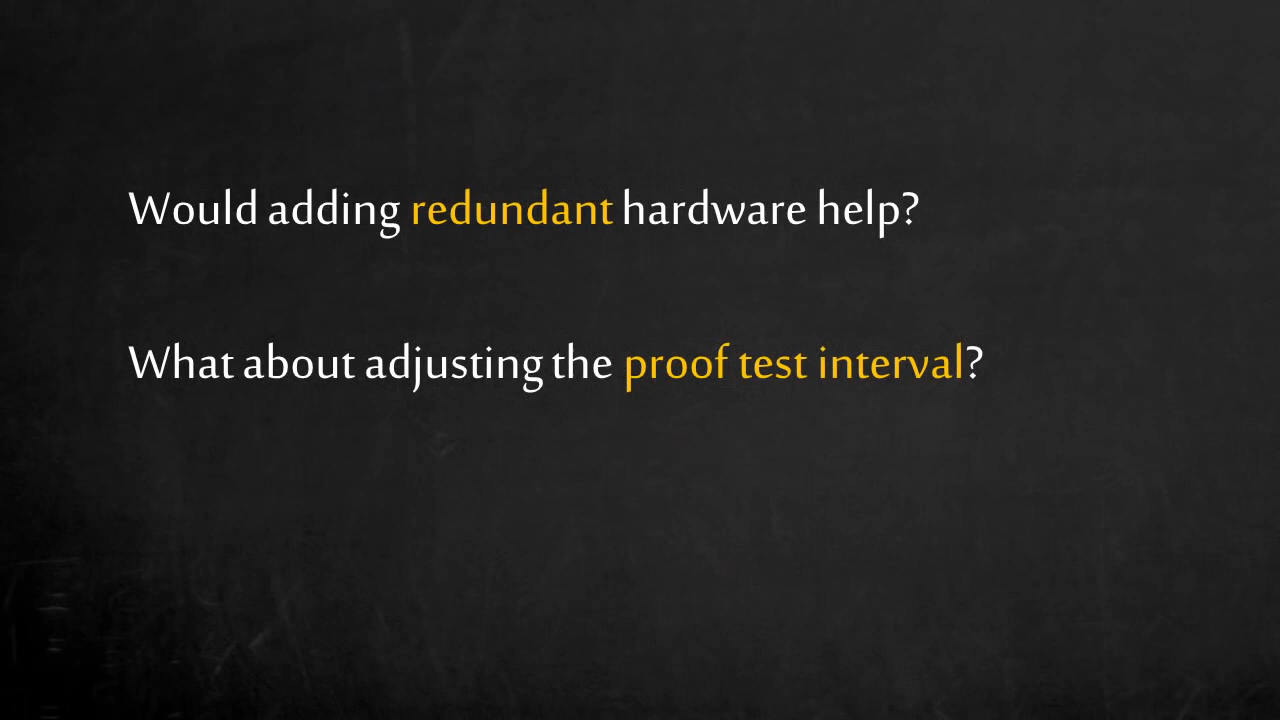 Would adding redundant hardware help?
What about adjusting the proof test interval?